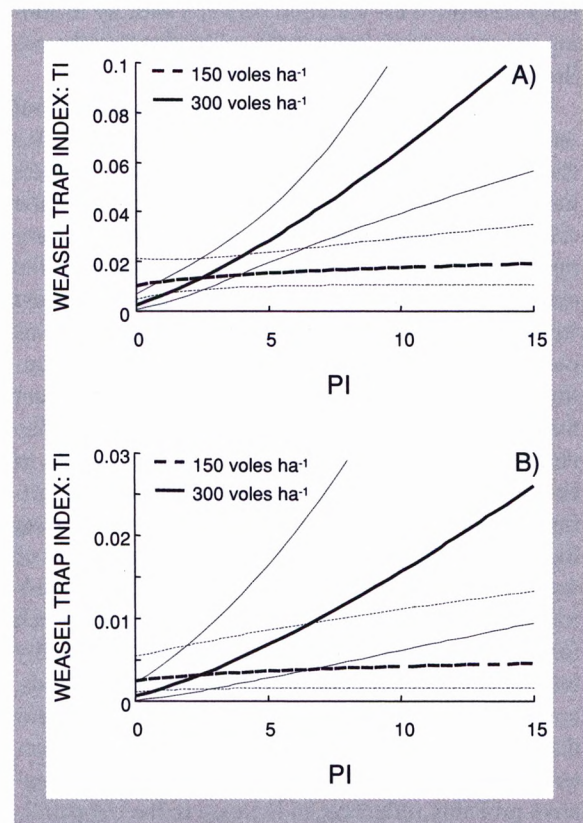 A)
150 voles ha⁻¹
300 voles ha⁻¹
WEASEL TRAP INDEX: TI
0.1
0.08
0.06
0.04
0.02
0
0 5 10 15
PI
B)
150 voles ha⁻¹
300 voles ha⁻¹
WEASEL TRAP INDEX: TI
0.03
0.02
0.01
0
0 5 10 15
PI